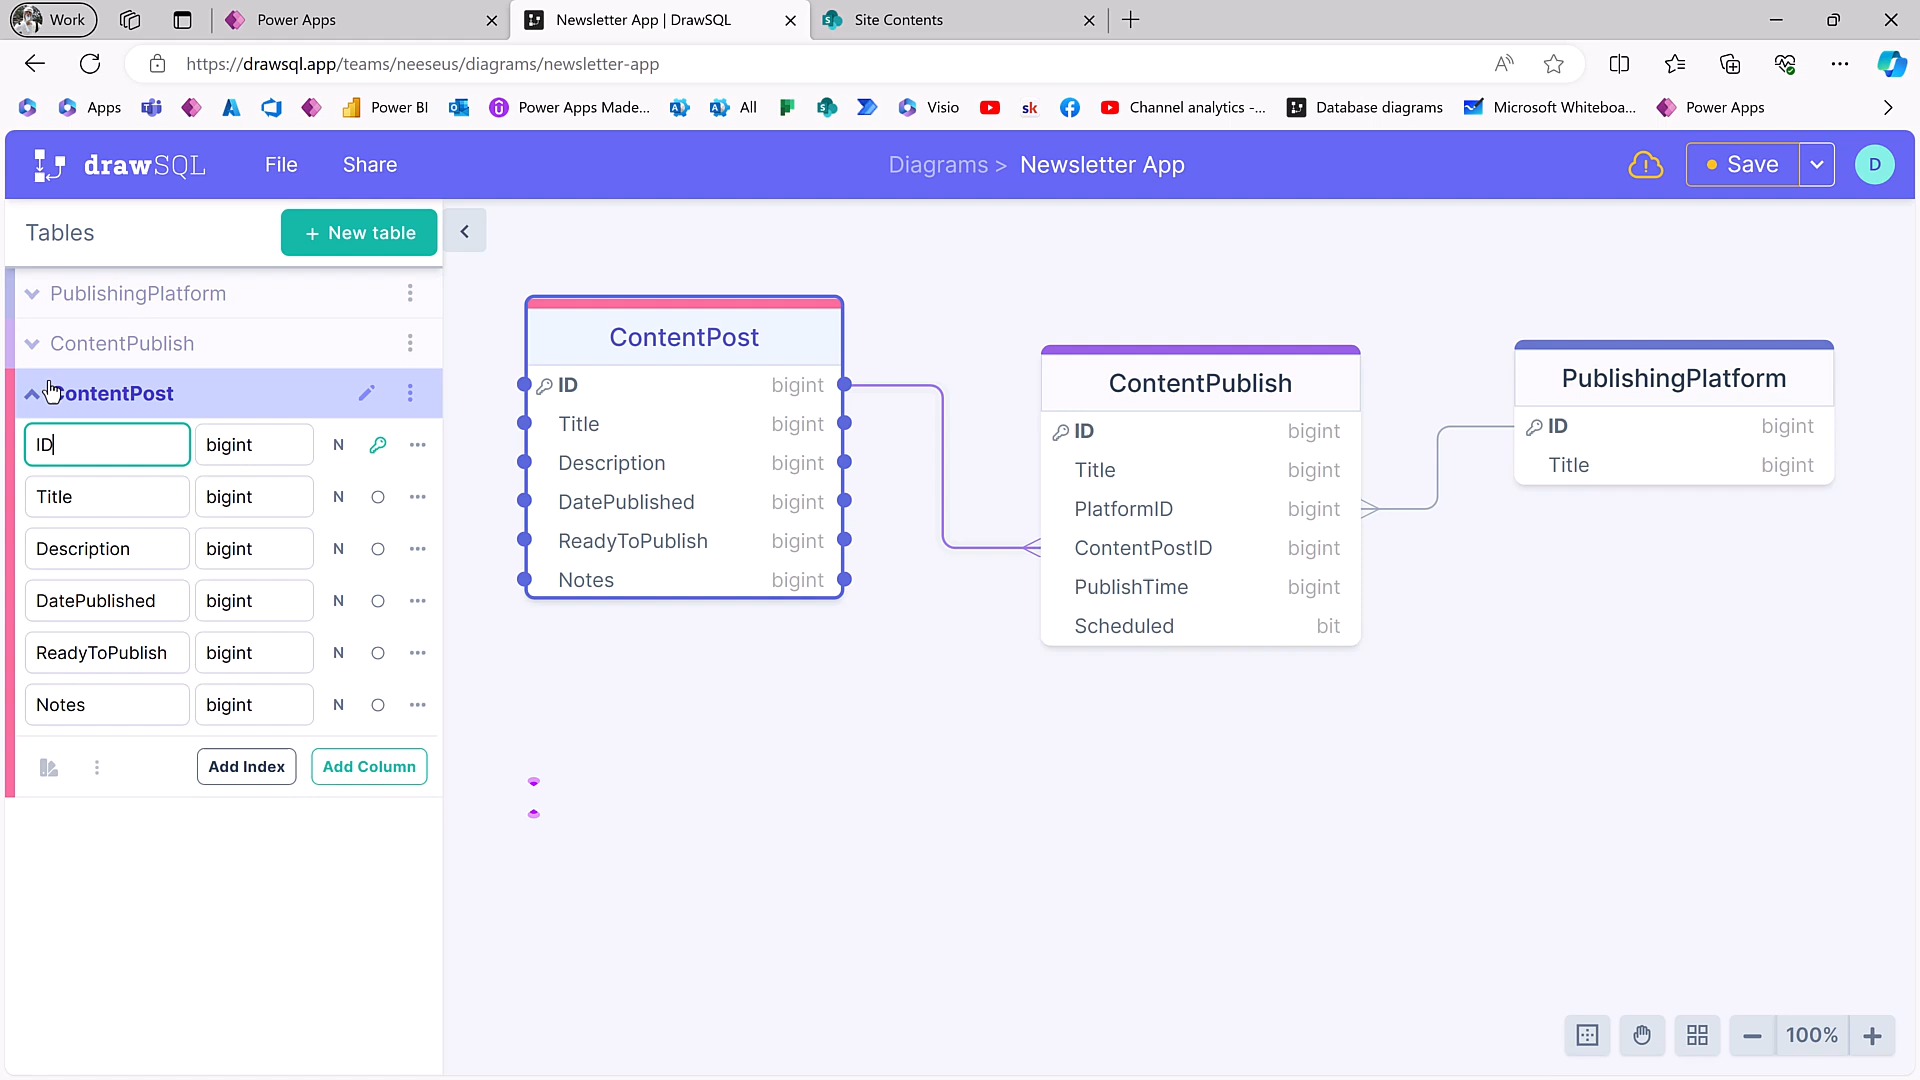 Work
Power Apps
Newsletter App | DrawSQL
Site Contents
https://drawsql.app/teams/neeseus/diagrams/newsletter-app
Apps
Power BI
Power Apps Made...
All
Visio
sk
Channel analytics -...
Database diagrams
Microsoft Whiteboa...
Power Apps
drawSQL
File
Share
Diagrams > Newsletter App
Save
D
Tables
+ New table
PublishingPlatform
ContentPublish
ContentPost
ID bigint N
Title bigint N
Description bigint N
DatePublished bigint N
ReadyToPublish bigint N
Notes bigint N
Add Index
Add Column
ContentPost
ID bigint
Title bigint
Description bigint
DatePublished bigint
ReadyToPublish bigint
Notes bigint
ContentPublish
ID bigint
Title bigint
PlatformID bigint
ContentPostID bigint
PublishTime bigint
Scheduled bit
PublishingPlatform
ID bigint
Title bigint
100%